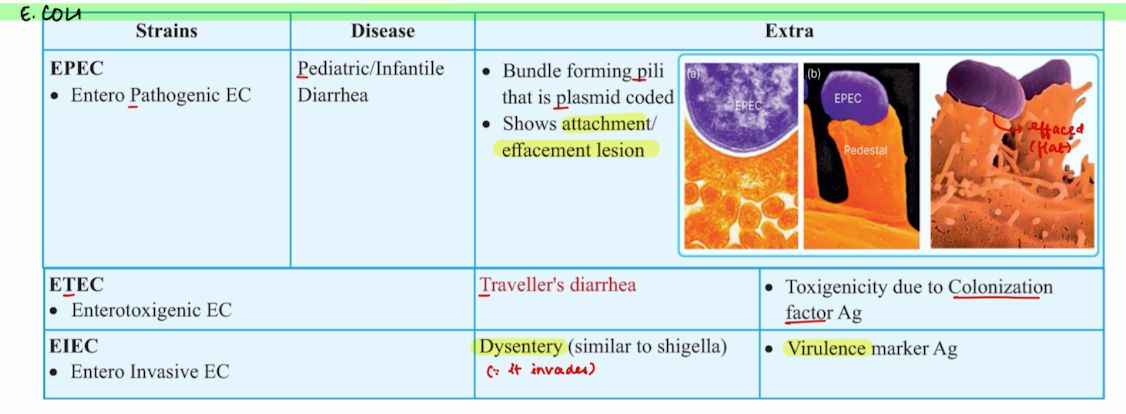 E. COLI
Strains Disease Extra
EPEC
• Entero Pathogenic EC
Pediatric/Infantile
Diarrhea
• Bundle forming pili
that is plasmid coded
• Shows attachment/
effacement lesion
(a)
EPEC
(b)
EPEC
Pedestal
effaced
(flat)
ETEC
• Enterotoxigenic EC
Traveller's diarrhea
• Toxigenicity due to Colonization
factor Ag
EIEC
• Entero Invasive EC
Dysentery (similar to shigella)
(∵ it invades)
• Virulence marker Ag